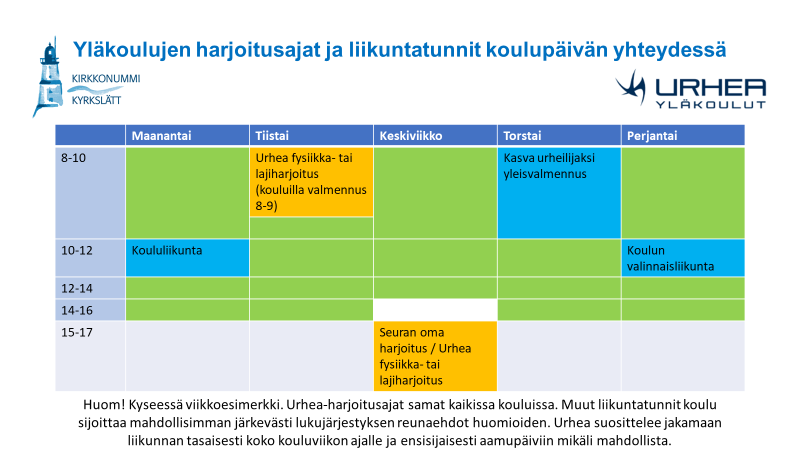 Yläkoulujen harjoitusajat ja liikuntatunnit koulupäivän yhteydessä
KIRKKONUMMI
KYRKSLÄTT
URHEA
YLÄKOULUT
Maanantai Tiistai Keskiviikko Torstai Perjantai
8-10
Urhea fysiikka- tai
lajiharjoitus
(kouluilla valmennus
8-9)
Kasva urheilijaksi
yleisvalmennus
10-12
Koululiikunta
Koulun
valinnaisliikunta
12-14
14-16
15-17
Seuran oma
harjoitus / Urhea
fysiikka- tai
lajiharjoitus
Huom! Kyseessä viikkoesimerkki. Urhea-harjoitusajat samat kaikissa kouluissa. Muut liikuntatunnit koulu
sijoittaa mahdollisimman järkevästi lukujärjestyksen reunaehdot huomioiden. Urhea suosittelee jakamaan
liikunnan tasaisesti koko kouluviikon ajalle ja ensisijaisesti aamupäiviin mikäli mahdollista.